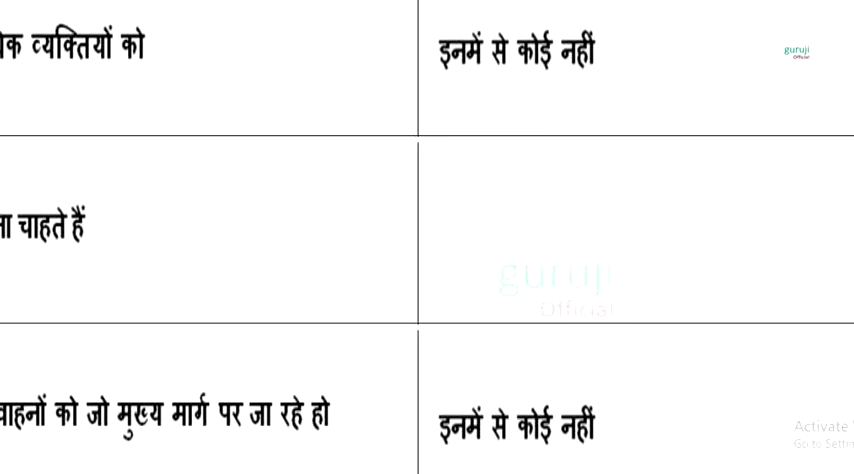 व्यक्तियों को
इनमें से कोई नहीं
guruji
Official
चाहते हैं
guruji
Official
वाहनों को जो मुख्य मार्ग पर जा रहे हो
इनमें से कोई नहीं
Activate
Go to Settin